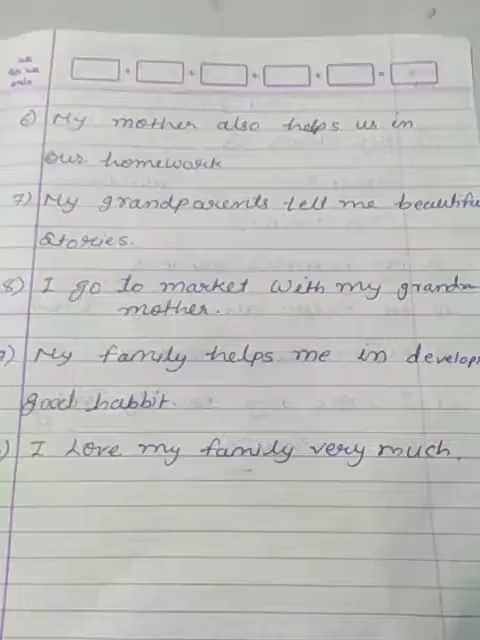 6) My mother also helps us in
our homework
7) My grandparents tell me beautifu
stories.
8) I go to market with my grand
mother.
) My family helps me in develop
good habbit.
) I Love my family very much.